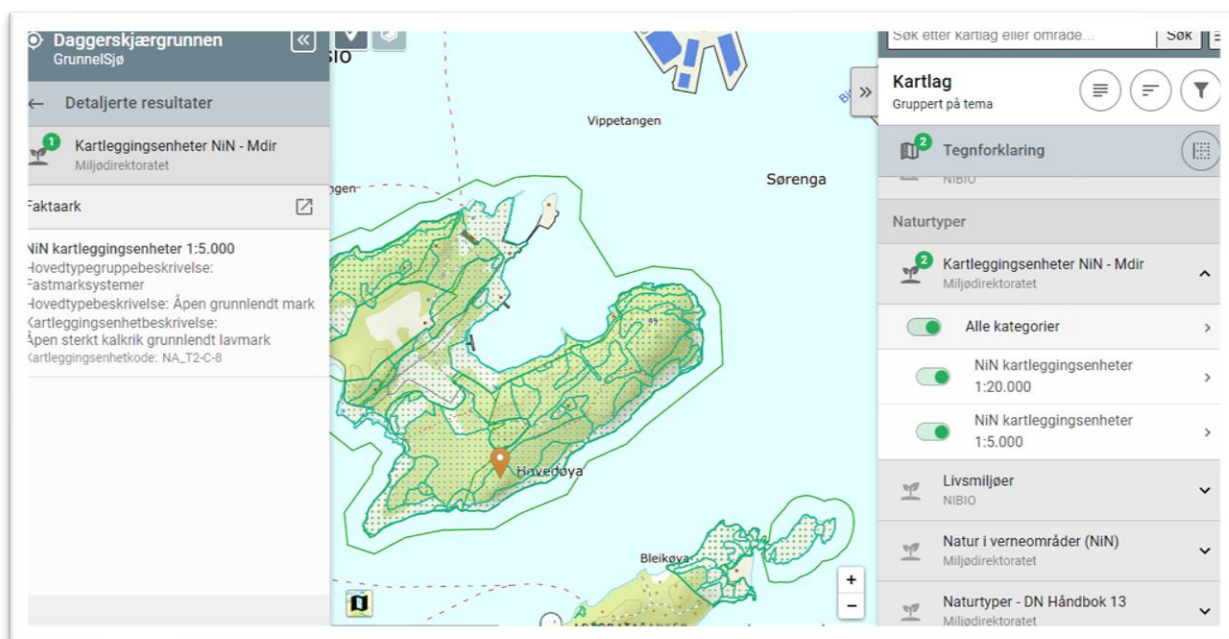 Daggerskjærgrunnen
GrunnelSjø
Detaljerte resultater
1
Kartleggingsenheter NiN - Mdir
Miljødirektoratet
Faktaark
NiN kartleggingsenheter 1:5.000
Hovedtypegruppebeskrivelse:
Fastmarksystemer
Hovedtypebeskrivelse: Åpen grunnlendt mark
Kartleggingsenhetbeskrivelse:
Åpen sterkt kalkrik grunnlendt lavmark
Kartleggingsenhetkode: NA_T2-C-8
Vippetangen
Sørenga
Hovedøya
Bleikøya
+
−
Søk etter kartlag eller område...
Søk
Kartlag
Gruppert på tema
2
Tegnforklaring
NIBIO
Naturtyper
2
Kartleggingsenheter NiN - Mdir
Miljødirektoratet
Alle kategorier
NiN kartleggingsenheter
1:20.000
NiN kartleggingsenheter
1:5.000
Livsmiljøer
NIBIO
Natur i verneområder (NiN)
Miljødirektoratet
Naturtyper - DN Håndbok 13
Miljødirektoratet